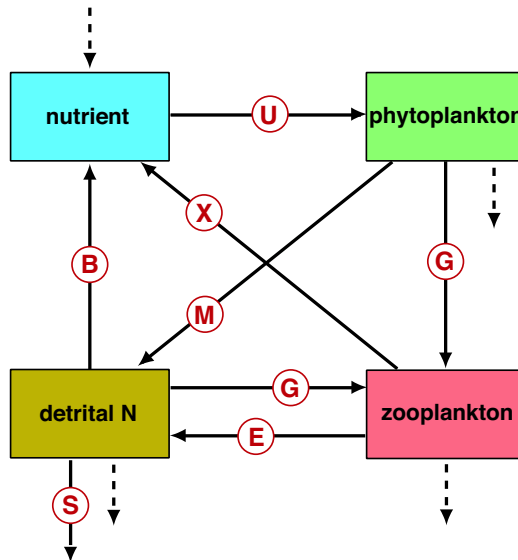 nutrient
U
phytoplankton
X
B
G
M
detrital N
G
zooplankton
E
S